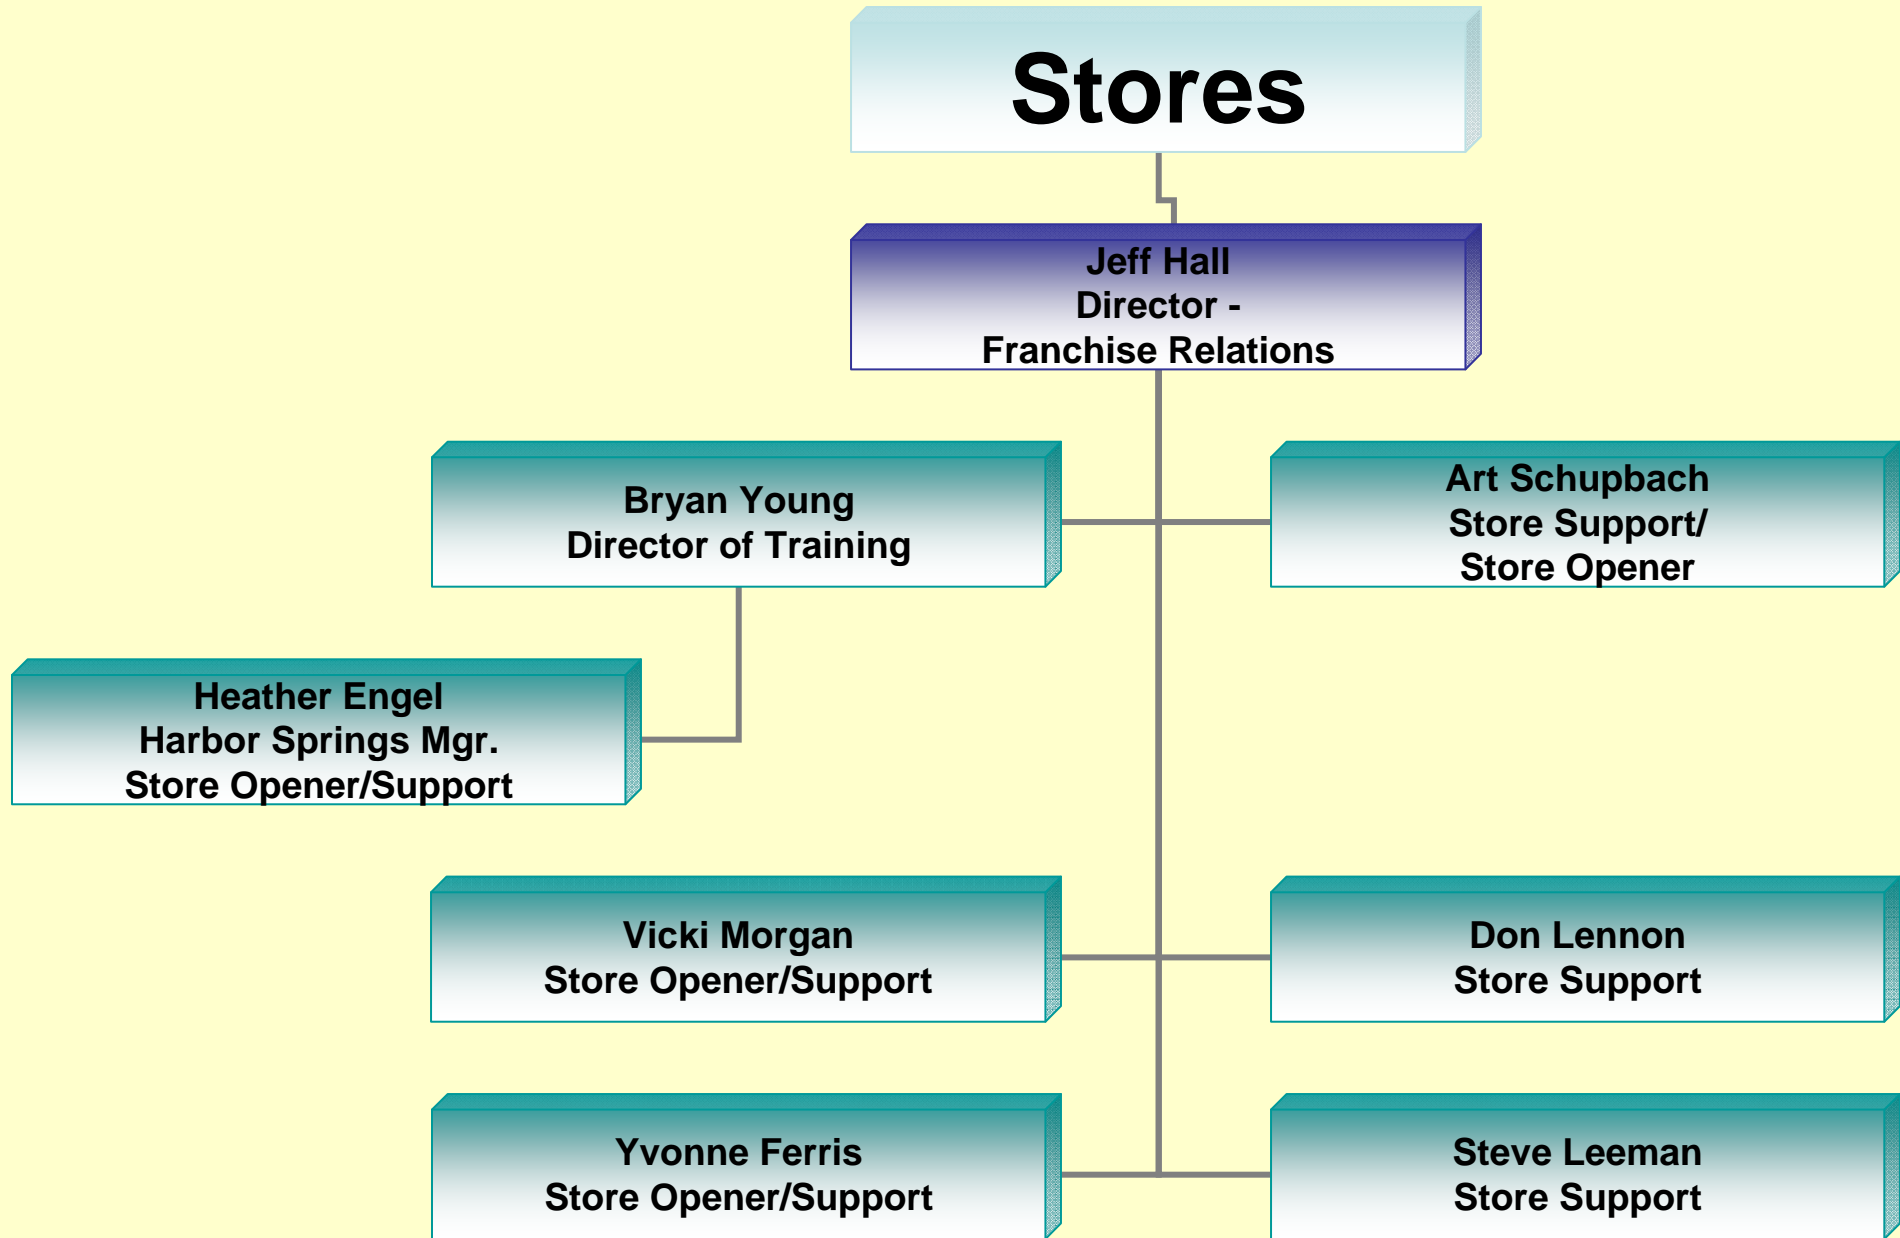 Stores
Jeff Hall
Director -
Franchise Relations
Bryan Young
Director of Training
Art Schupbach
Store Support/
Store Opener
Heather Engel
Harbor Springs Mgr.
Store Opener/Support
Vicki Morgan
Store Opener/Support
Don Lennon
Store Support
Yvonne Ferris
Store Opener/Support
Steve Leeman
Store Support